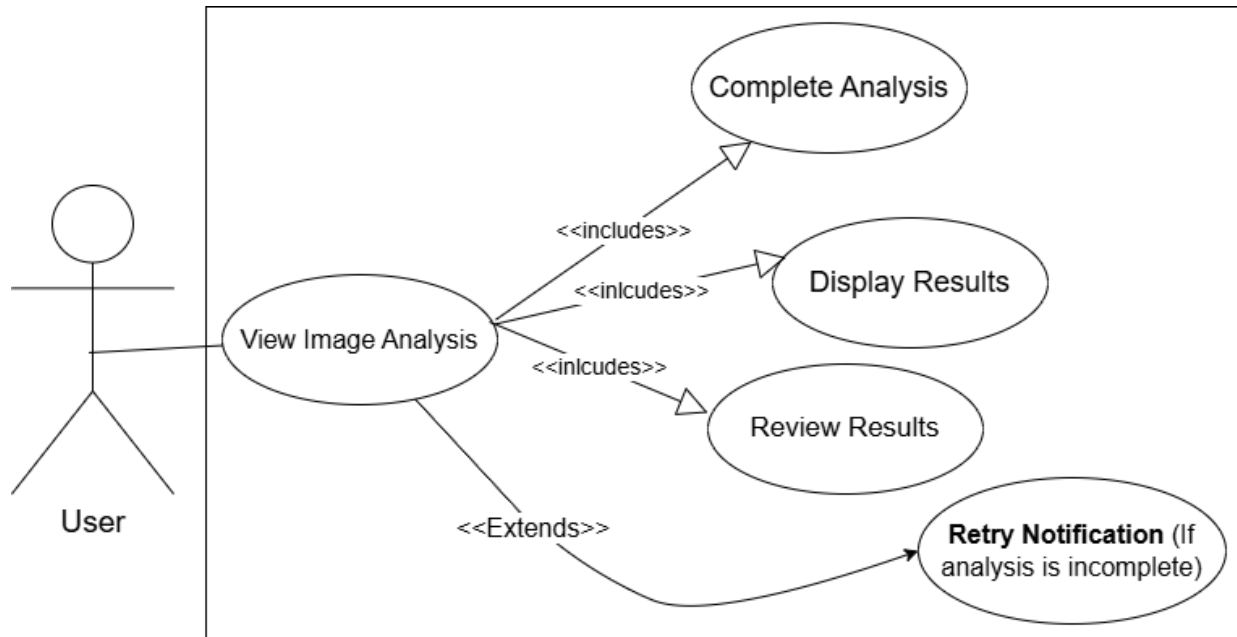 Complete Analysis
<<includes>>
<<inlcudes>>
Display Results
View Image Analysis
<<inlcudes>>
Review Results
User
<<Extends>>
Retry Notification (If
analysis is incomplete)